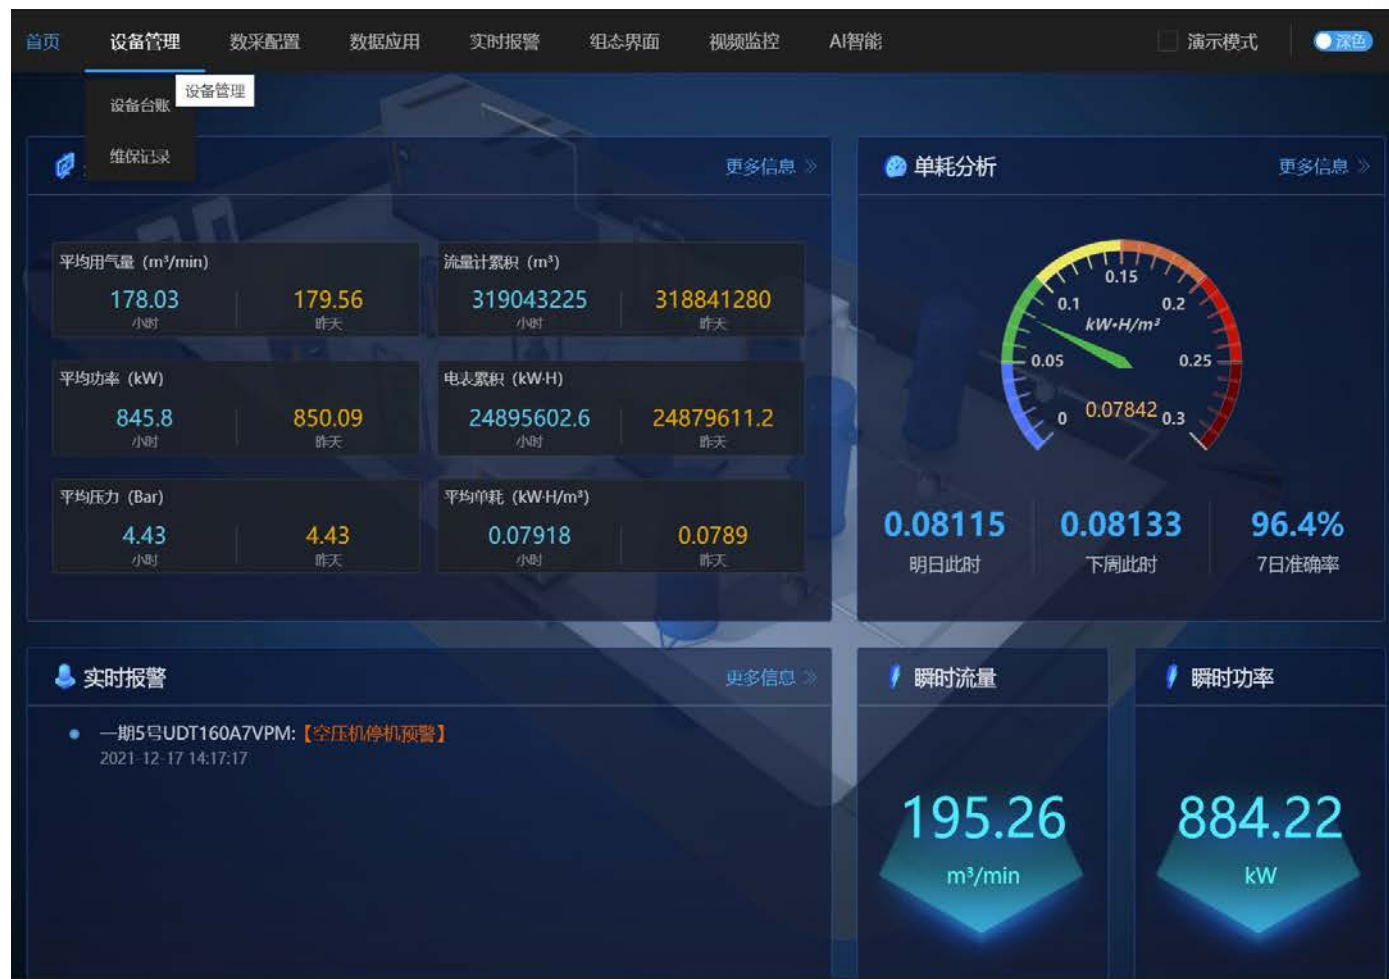 首页 设备管理 数采配置 数据应用 实时报警 组态界面 视频监控 AI智能 演示模式 深色
设备管理
设备台账
维保记录
更多信息
单耗分析 更多信息
平均用气量 (m³/min)
178.03 179.56
小时 昨天
流量计累积 (m³)
319043225 318841280
小时 昨天
平均功率 (kW)
845.8 850.09
小时 昨天
电表累积 (kW·H)
24895602.6 24879611.2
小时 昨天
平均压力 (Bar)
4.43 4.43
小时 昨天
平均单耗 (kW·H/m³)
0.07918 0.0789
小时 昨天
0.15
0.1 0.2
kW·H/m³
0.05 0.25
0 0.07842 0.3
0.08115 0.08133 96.4%
明日此时 下周此时 7日准确率
实时报警 更多信息
一期5号UDT160A7VPM:【空压机停机预警】
2021-12-17 14:17:17
瞬时流量
195.26
m³/min
瞬时功率
884.22
kW